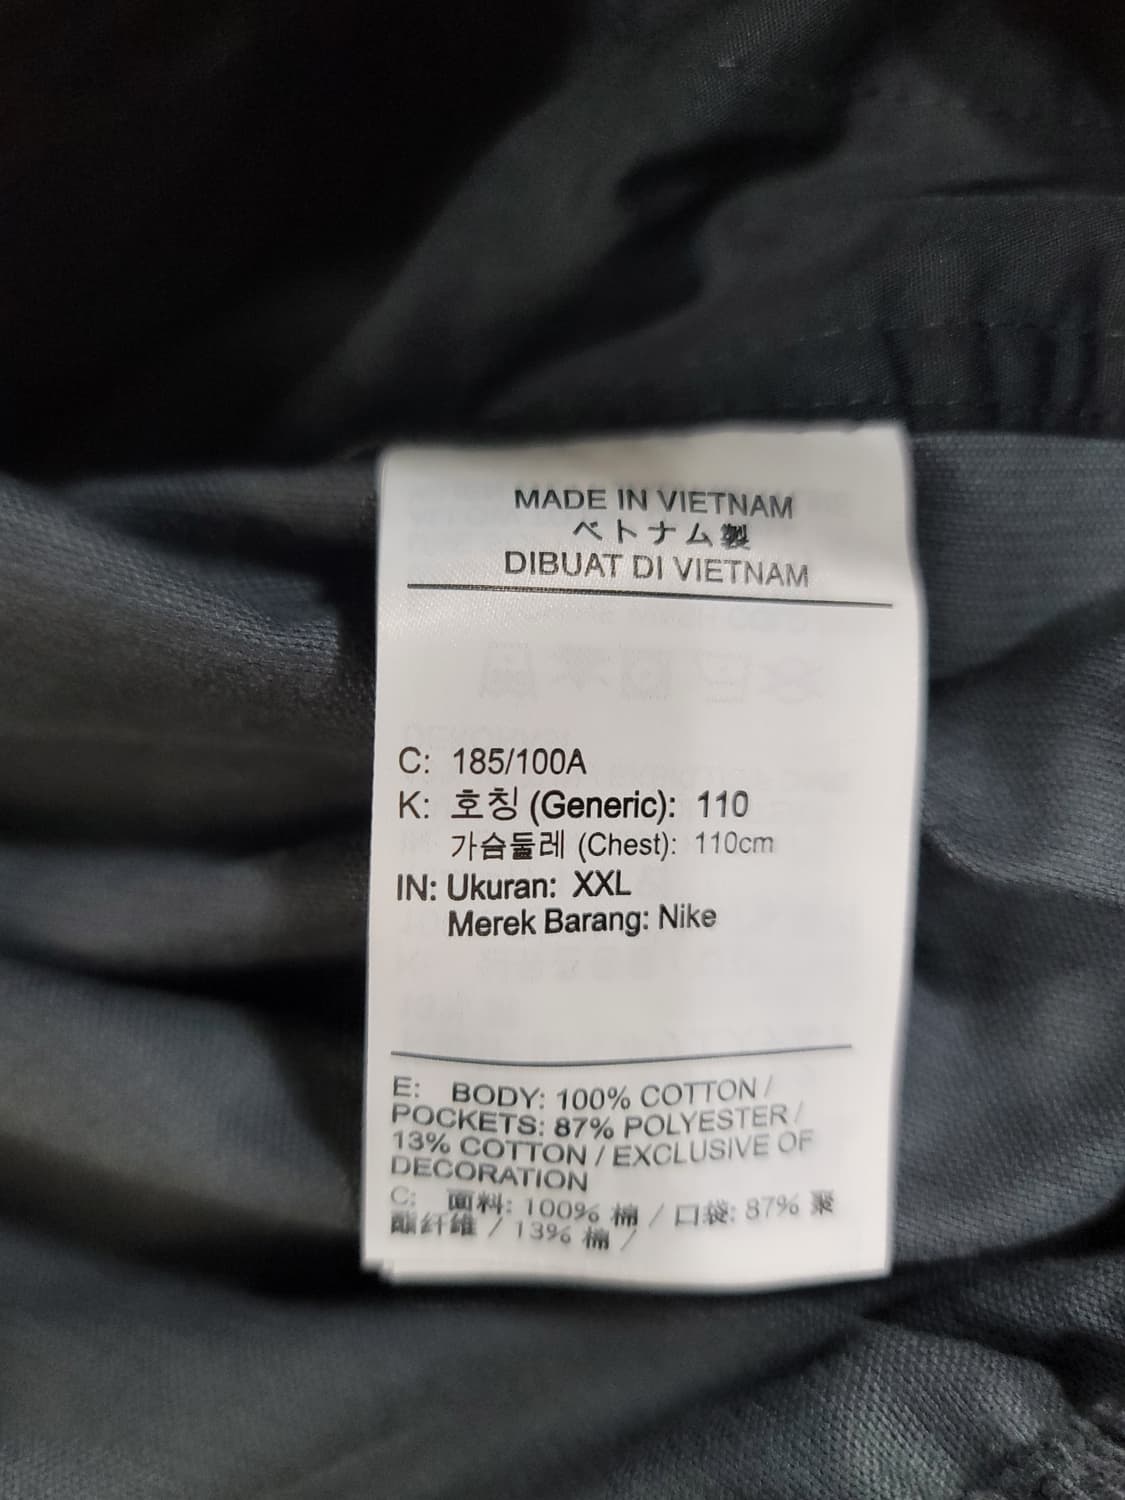 MADE IN VIETNAM
ベトナム製
DIBUAT DI VIETNAM
C: 185/100A
K: 호칭 (Generic): 110
가슴둘레 (Chest): 110cm
IN: Ukuran: XXL
Merek Barang: Nike
E: BODY: 100% COTTON /
POCKETS: 87% POLYESTER /
13% COTTON / EXCLUSIVE OF
DECORATION
C: 面料: 100% 棉 / 口袋: 87% 聚
酯纤维 / 13% 棉 /